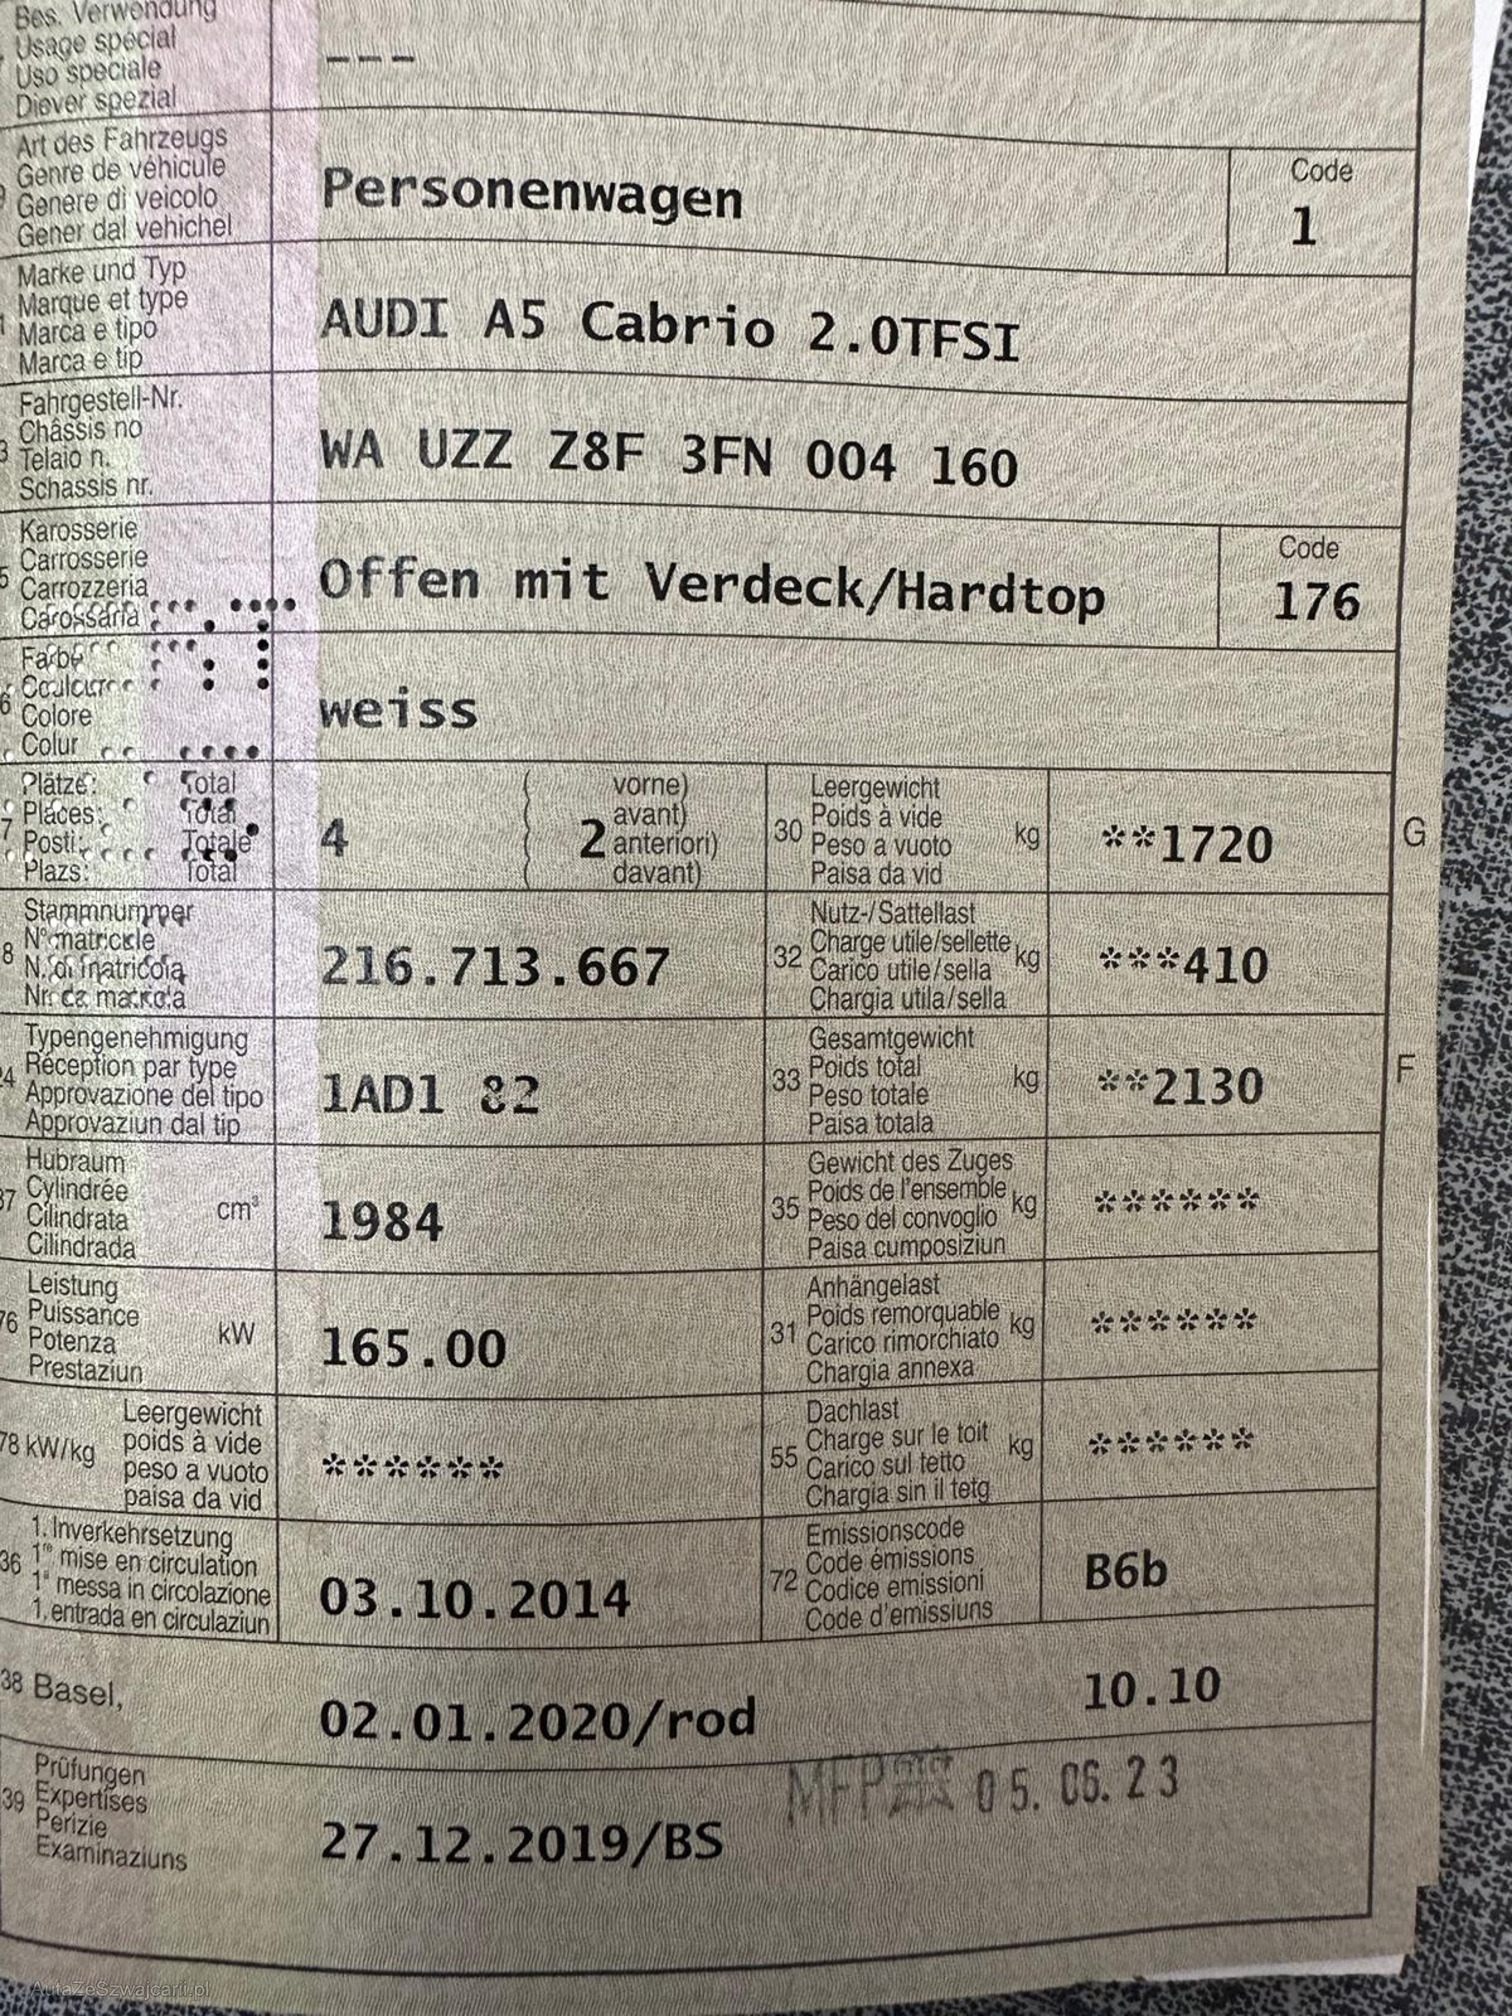 Bes. Verwendung
Usage spécial
Uso speciale
Diever spezial
---
Art des Fahrzeugs
Genre de véhicule
Genere di veicolo
Gener dal vehichel
Personenwagen
Code
1
Marke und Typ
Marque et type
Marca e tipo
Marca e tip
AUDI A5 Cabrio 2.0TFSI
Fahrgestell-Nr.
Châssis no
Telaio n.
Schassis nr.
WA UZZ Z8F 3FN 004 160
Karosserie
Carrosserie
Carrozzeria
Carossaria
Offen mit Verdeck/Hardtop
Code
176
Farbe
Couleur
Colore
Colur
weiss
Plätze: Total
Places: Total
Posti: Totale
Plazs: Total
4
2
vorne)
avant)
anteriori)
davant)
30
Leergewicht
Poids à vide
Peso a vuoto
Paisa da vid
kg
**1720
G
Stammnummer
N° matricule
N. di matricola
Nr. da matricla
216.713.667
32
Nutz-/Sattellast
Charge utile/sellette
Carico utile/sella
Chargia utila/sella
kg
***410
Typengenehmigung
Réception par type
Approvazione del tipo
Approvaziun dal tip
1AD1 82
33
Gesamtgewicht
Poids total
Peso totale
Paisa totala
kg
**2130
F
Hubraum
Cylindrée
Cilindrata
Cilindrada
cm³
1984
35
Gewicht des Zuges
Poids de l'ensemble
Peso del convoglio
Paisa cumposiziun
kg
******
Leistung
Puissance
Potenza
Prestaziun
kW
165.00
31
Anhängelast
Poids remorquable
Carico rimorchiato
Chargia annexa
kg
******
78 kW/kg
Leergewicht
poids à vide
peso a vuoto
paisa da vid
******
55
Dachlast
Charge sur le toit
Carico sul tetto
Chargia sin il tetg
kg
******
36
1. Inverkehrsetzung
1re mise en circulation
1a messa in circolazione
1. entrada en circulaziun
03.10.2014
72
Emissionscode
Code émissions
Codice emissioni
Code d'emissiuns
B6b
38 Basel,
02.01.2020/rod
10.10
39
Prüfungen
Expertises
Perizie
Examinaziuns
27.12.2019/BS
MFP
05. 06. 23
AutaZeSzwajcarii.pl